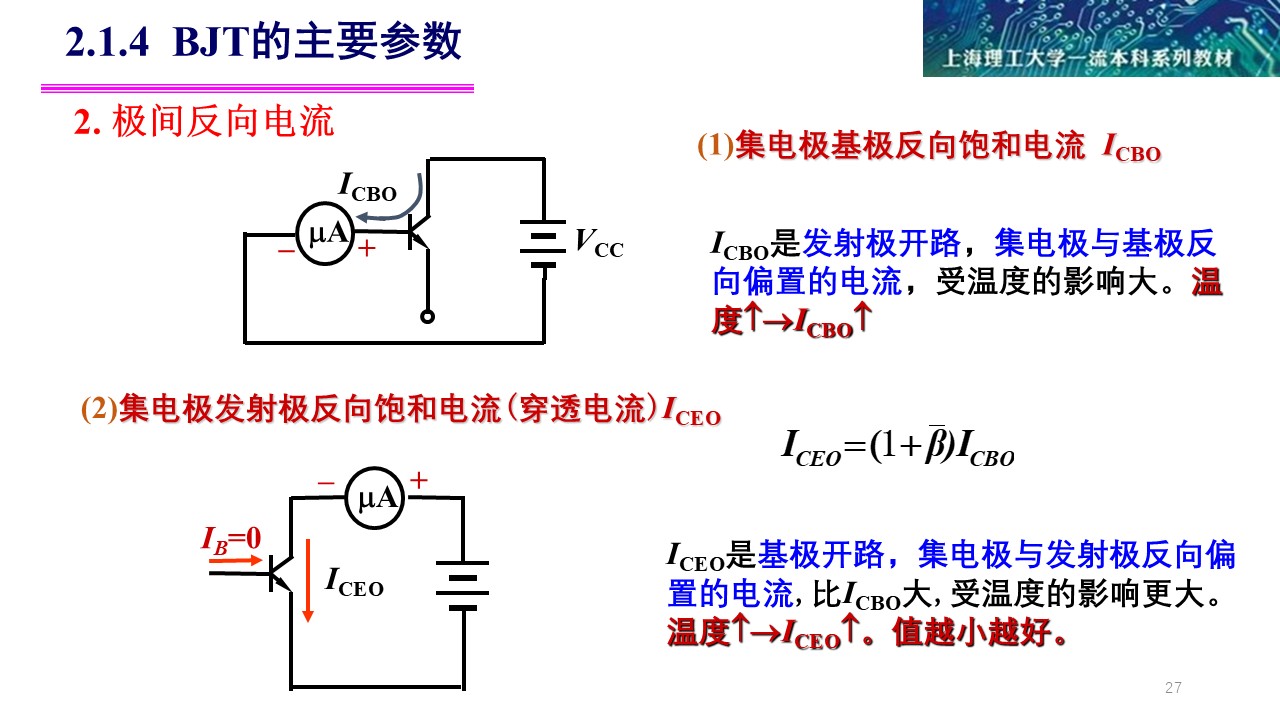 2.1.4 BJT的主要参数
上海理工大学一流本科系列教材
2. 极间反向电流
(1)集电极基极反向饱和电流 ICBO
ICBO
μA
– +
VCC
ICBO是发射极开路，集电极与基极反
向偏置的电流，受温度的影响大。温
度↑→ICBO↑
(2)集电极发射极反向饱和电流(穿透电流)ICEO
ICEO=(1+β̅)ICBO
– +
μA
IB=0
ICEO
ICEO是基极开路，集电极与发射极反向偏
置的电流,比ICBO大,受温度的影响更大。
温度↑→ICEO↑。值越小越好。
27